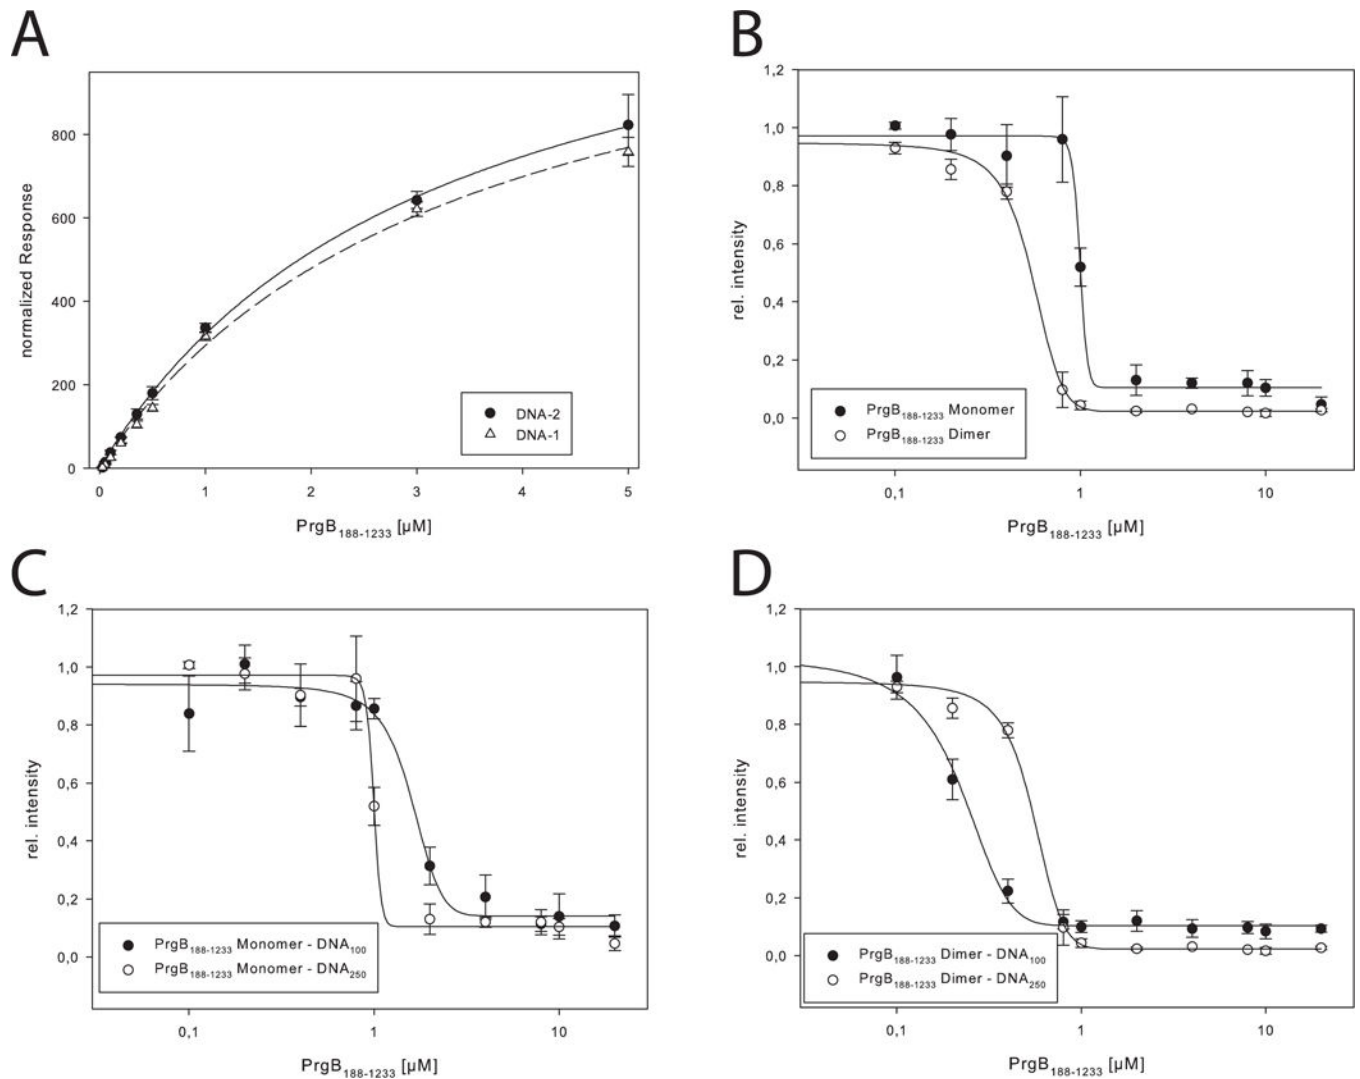 A
normalized Response
800
600
400
200
0
0
1
2
3
4
5
DNA-2
DNA-1
PrgB188-1233 [µM]
B
rel. intensity
1,2
1,0
0,8
0,6
0,4
0,2
0,0
PrgB188-1233 Monomer
PrgB188-1233 Dimer
0,1
1
10
PrgB188-1233 [µM]
C
rel. intensity
1,2
1,0
0,8
0,6
0,4
0,2
0,0
PrgB188-1233 Monomer - DNA100
PrgB188-1233 Monomer - DNA250
0,1
1
10
PrgB188-1233 [µM]
D
rel. intensity
1,2
1,0
0,8
0,6
0,4
0,2
0,0
PrgB188-1233 Dimer - DNA100
PrgB188-1233 Dimer - DNA250
0,1
1
10
PrgB188-1233 [µM]